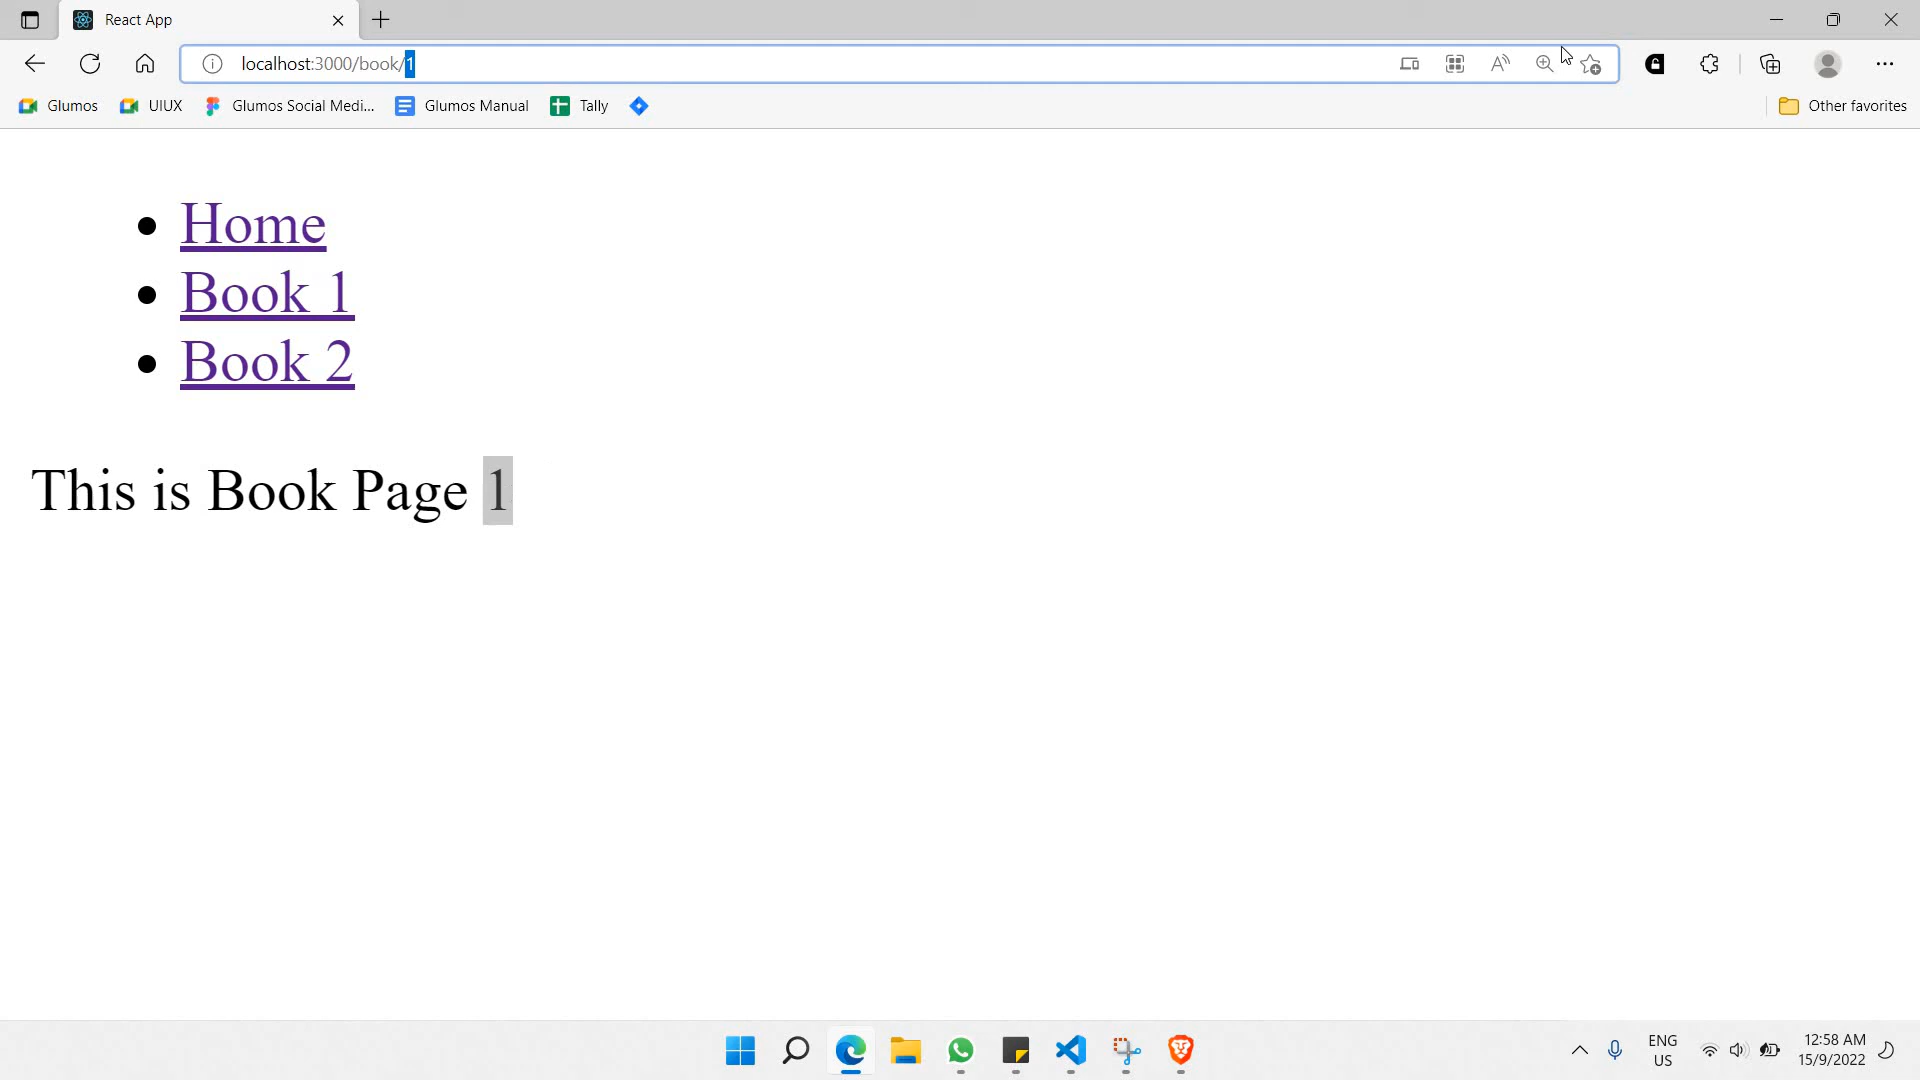 React App
localhost:3000/book/1
Glumos UIUX Glumos Social Medi... Glumos Manual Tally Other favorites
Home
Book 1
Book 2
This is Book Page 1
ENG 12:58 AM
US 15/9/2022